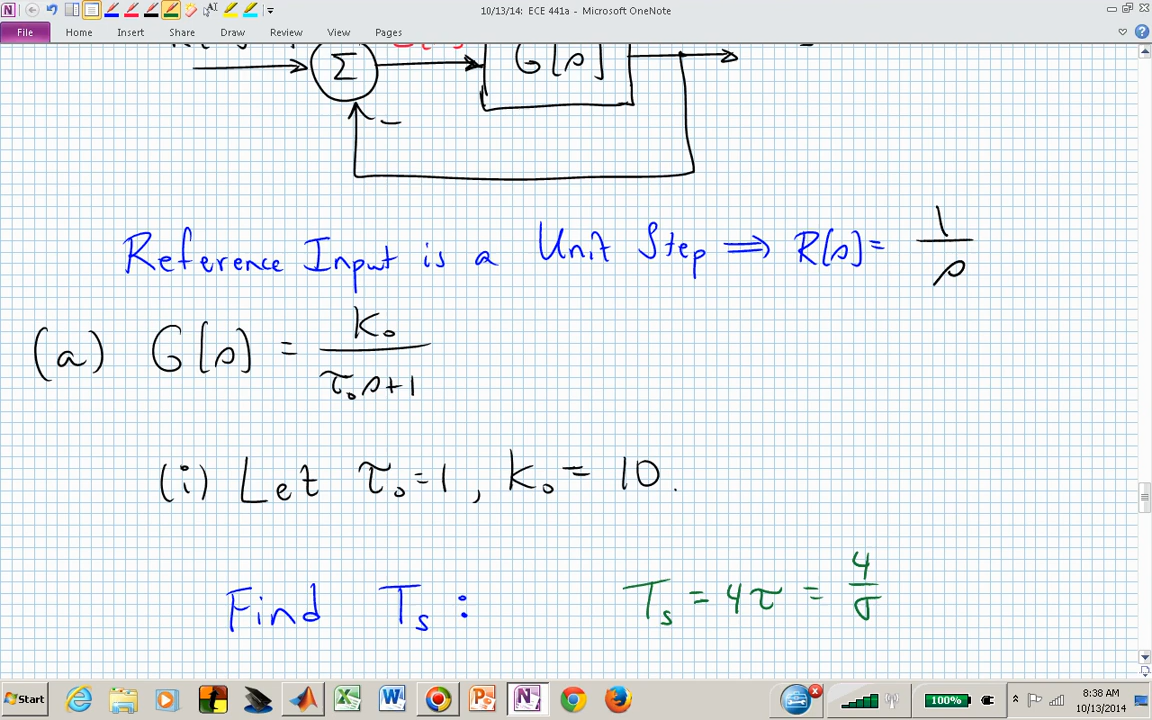 10/13/14: ECE 441a - Microsoft OneNote
File Home Insert Share Draw Review Pages
Σ G(s)
−
Reference Input is a Unit Step ⟹ R(s) = 1/s
(a) G(s) = K₀/(τ₀s+1)
(i) Let τ₀=1, K₀ = 10.
Find Tₛ: Tₛ = 4τ = 4/σ
Start
100%
8:38 AM
10/13/2014